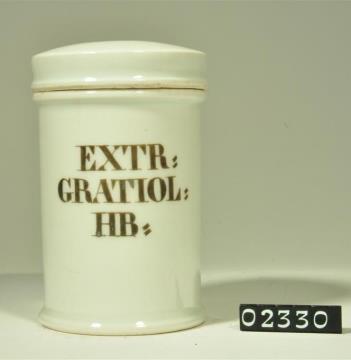 EXTR:
GRATIOL:
HB:
02330